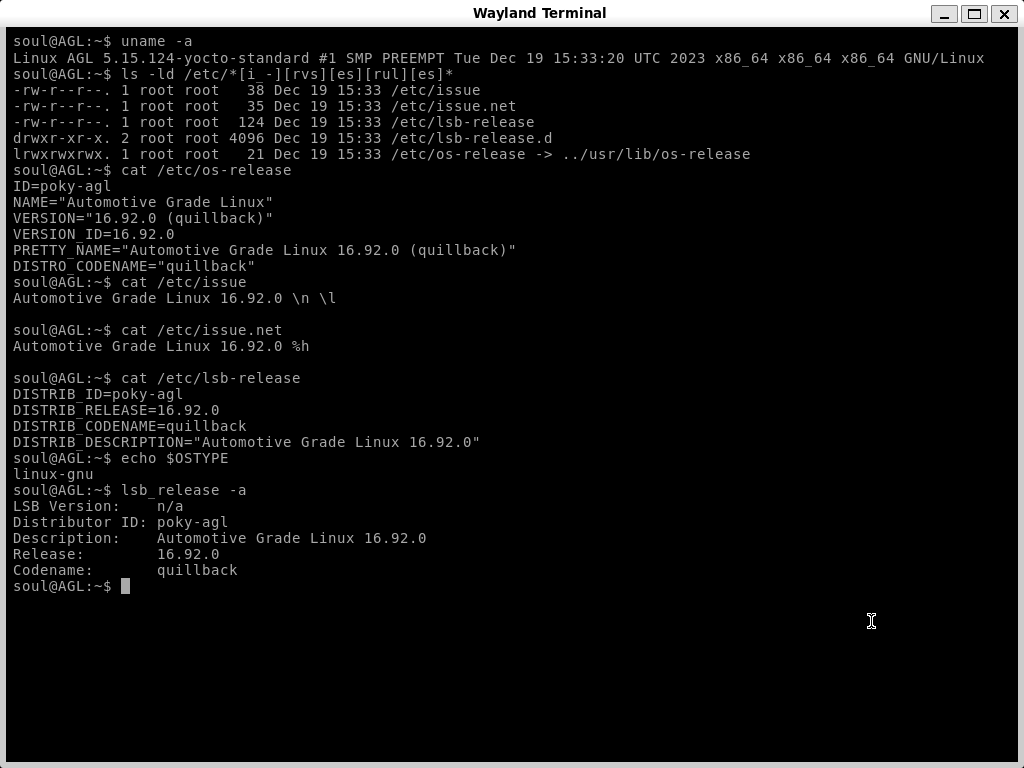 Wayland Terminal
soul@AGL:~$ uname -a
Linux AGL 5.15.124-yocto-standard #1 SMP PREEMPT Tue Dec 19 15:33:20 UTC 2023 x86_64 x86_64 x86_64 GNU/Linux
soul@AGL:~$ ls -ld /etc/*[i_-][rvs][es][rul][es]*
-rw-r--r--. 1 root root   38 Dec 19 15:33 /etc/issue
-rw-r--r--. 1 root root   35 Dec 19 15:33 /etc/issue.net
-rw-r--r--. 1 root root  124 Dec 19 15:33 /etc/lsb-release
drwxr-xr-x. 2 root root 4096 Dec 19 15:33 /etc/lsb-release.d
lrwxrwxrwx. 1 root root   21 Dec 19 15:33 /etc/os-release -> ../usr/lib/os-release
soul@AGL:~$ cat /etc/os-release
ID=poky-agl
NAME="Automotive Grade Linux"
VERSION="16.92.0 (quillback)"
VERSION_ID=16.92.0
PRETTY_NAME="Automotive Grade Linux 16.92.0 (quillback)"
DISTRO_CODENAME="quillback"
soul@AGL:~$ cat /etc/issue
Automotive Grade Linux 16.92.0 \n \l
soul@AGL:~$ cat /etc/issue.net
Automotive Grade Linux 16.92.0 %h
soul@AGL:~$ cat /etc/lsb-release
DISTRIB_ID=poky-agl
DISTRIB_RELEASE=16.92.0
DISTRIB_CODENAME=quillback
DISTRIB_DESCRIPTION="Automotive Grade Linux 16.92.0"
soul@AGL:~$ echo $OSTYPE
linux-gnu
soul@AGL:~$ lsb_release -a
LSB Version:    n/a
Distributor ID: poky-agl
Description:    Automotive Grade Linux 16.92.0
Release:        16.92.0
Codename:       quillback
soul@AGL:~$